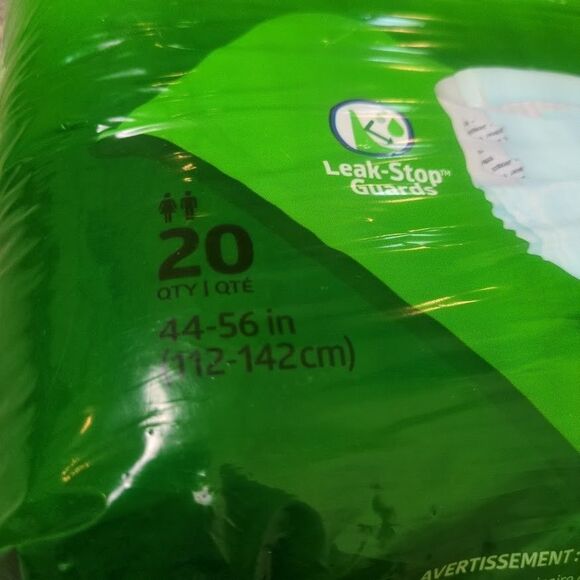 Leak-Stop™
Guards
20
QTY | QTÉ
44-56 in
(112-142cm)
AVERTISSEMENT: